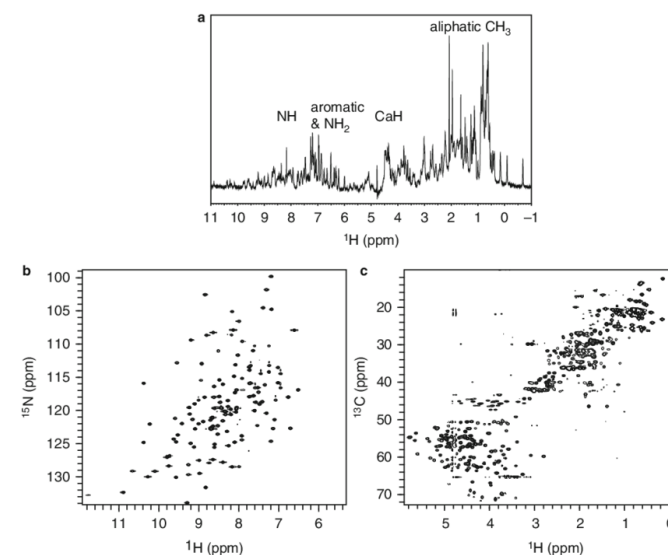 a
aliphatic CH3
NH
aromatic
& NH2
CaH
11 10 9 8 7 6 5 4 3 2 1 0 −1
1H (ppm)
b
100
105
110
115
120
125
130
15N (ppm)
10 9 8 7 6
1H (ppm)
c
20
30
40
50
60
70
13C (ppm)
5 4 3 2 1 0
1H (ppm)